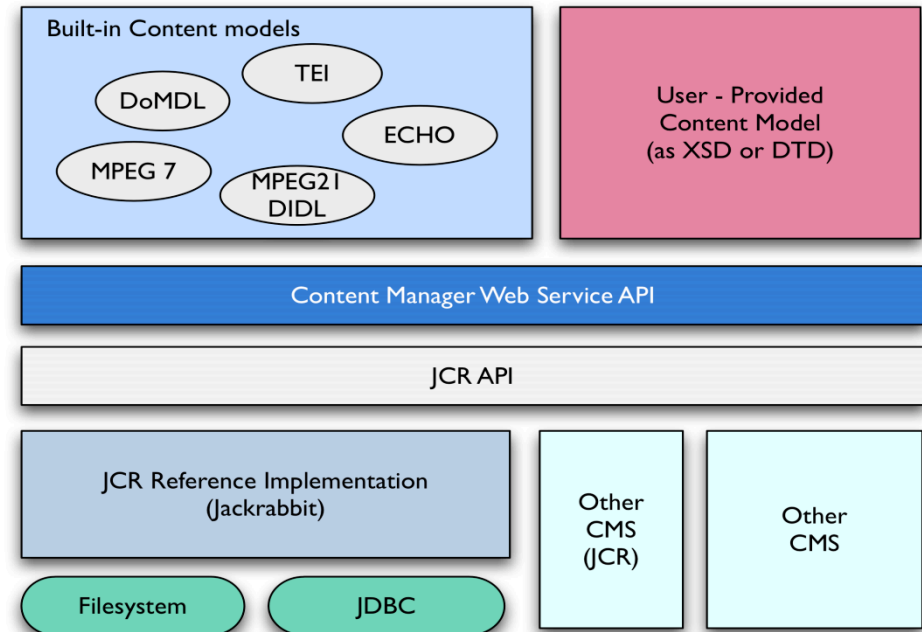 Built-in Content models
TEI
DoMDL
ECHO
MPEG 7
MPEG21
DIDL
User - Provided
Content Model
(as XSD or DTD)
Content Manager Web Service API
JCR API
JCR Reference Implementation
(Jackrabbit)
Other
CMS
(JCR)
Other
CMS
Filesystem
JDBC